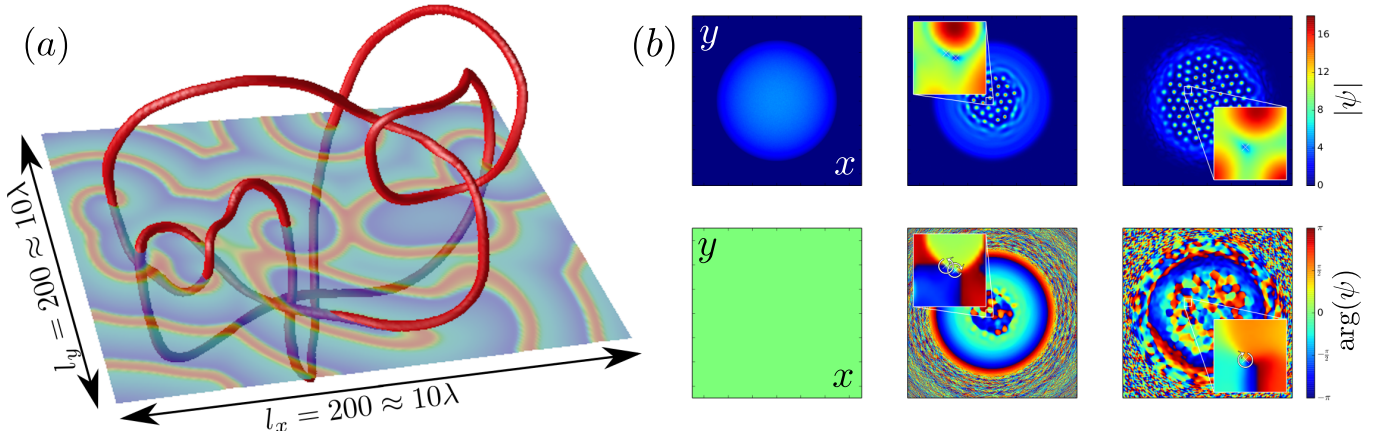 (a)
l_y = 200 ≈ 10λ
l_x = 200 ≈ 10λ
(b)
y
x
16
12
8
4
0
|ψ|
y
x
π
π/2
0
−π/2
−π
arg(ψ)